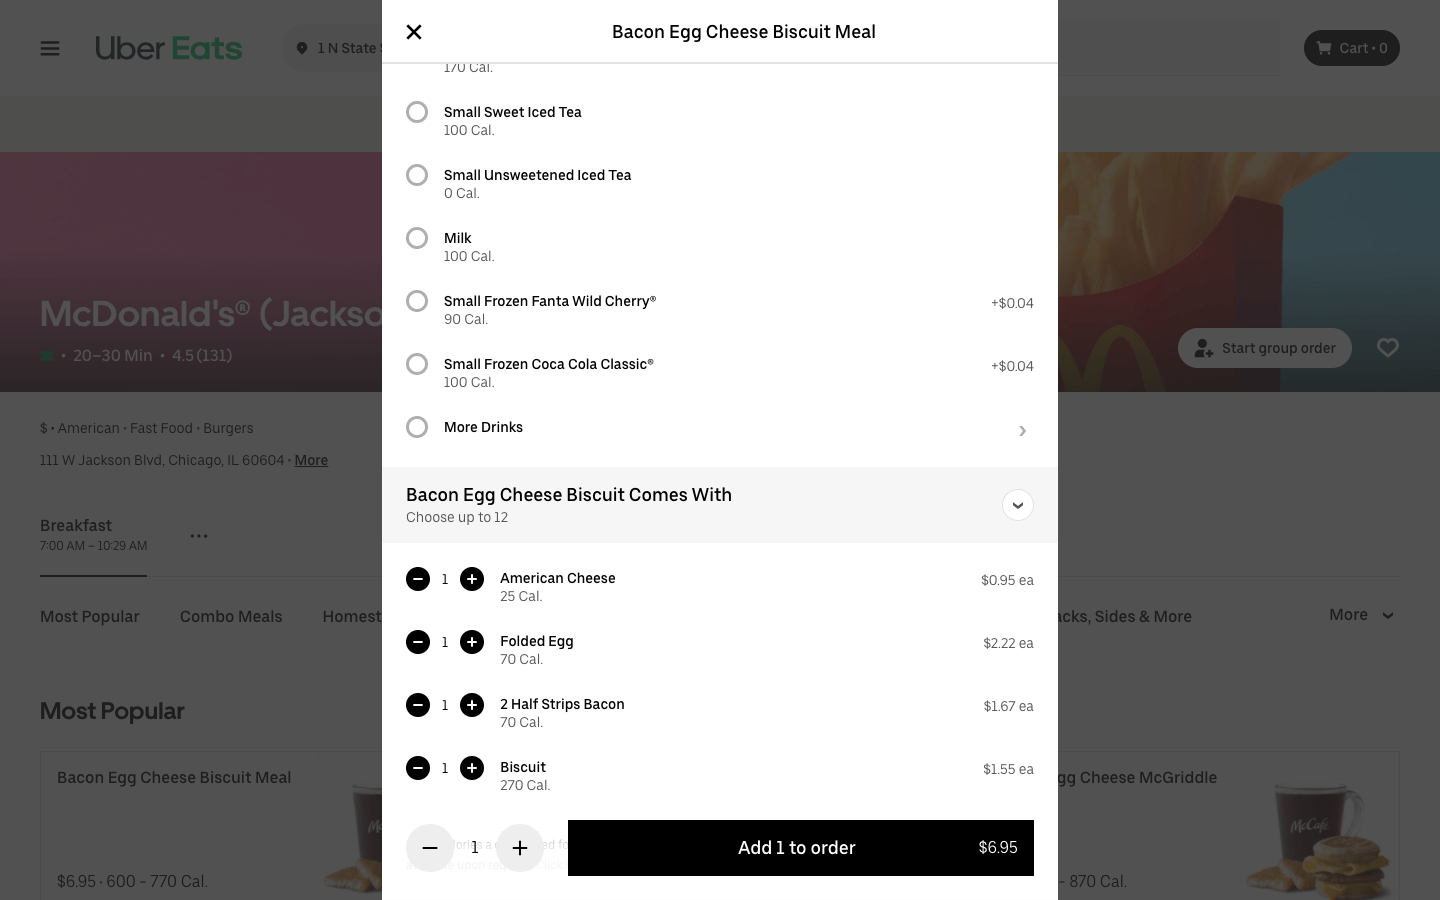 Bacon Egg Cheese Biscuit Meal
Uber Eats
1 N State
Cart • 0
170 Cal.
Small Sweet Iced Tea
100 Cal.
Small Unsweetened Iced Tea
0 Cal.
Milk
100 Cal.
Small Frozen Fanta Wild Cherry®
+$0.04
90 Cal.
Small Frozen Coca Cola Classic®
+$0.04
100 Cal.
More Drinks
McDonald's® (Jackso
• 20–30 Min • 4.5 (131)
Start group order
$ • American • Fast Food • Burgers
111 W Jackson Blvd, Chicago, IL 60604 • More
Bacon Egg Cheese Biscuit Comes With
Choose up to 12
Breakfast
7:00 AM – 10:29 AM
...
1 American Cheese $0.95 ea
25 Cal.
1 Folded Egg $2.22 ea
70 Cal.
1 2 Half Strips Bacon $1.67 ea
70 Cal.
1 Biscuit $1.55 ea
270 Cal.
Most Popular
Combo Meals
Homest
acks, Sides & More
More
Most Popular
Bacon Egg Cheese Biscuit Meal
gg Cheese McGriddle
McCafé
$6.95 • 600 - 770 Cal.
- 870 Cal.
1
Add 1 to order $6.95